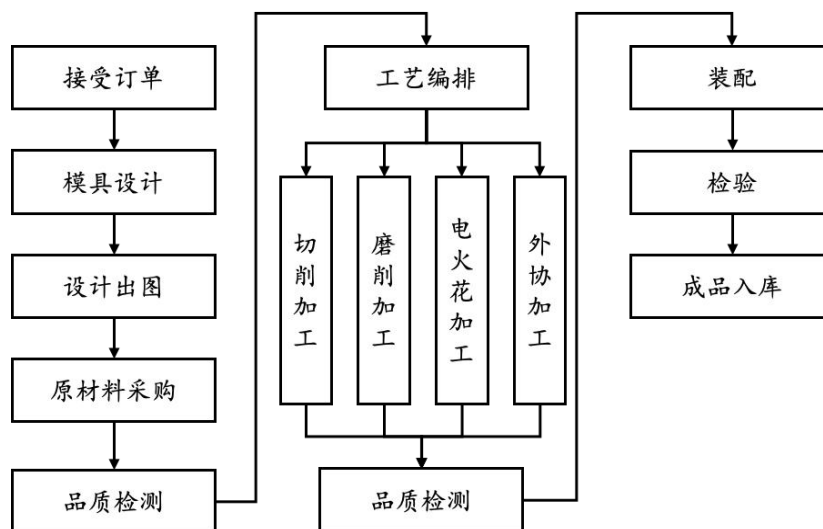 接受订单
模具设计
设计出图
原材料采购
品质检测
工艺编排
切削加工
磨削加工
电火花加工
外协加工
品质检测
装配
检验
成品入库